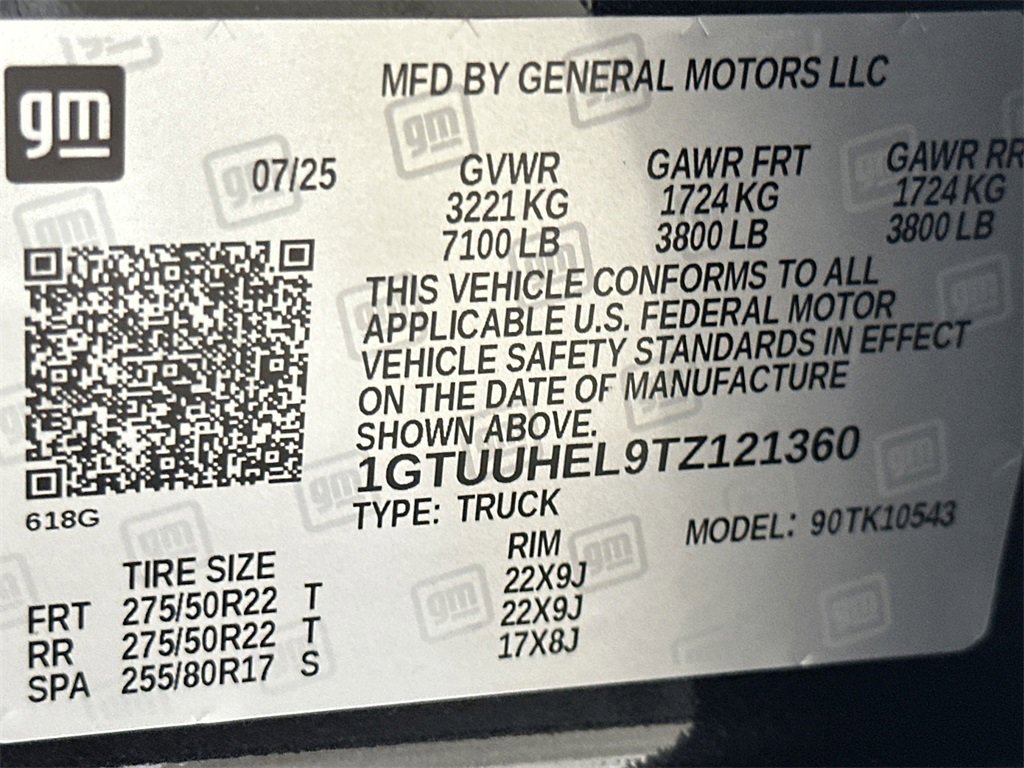 gm
MFD BY GENERAL MOTORS LLC
07/25 GVWR GAWR FRT GAWR RR
3221 KG 1724 KG 1724 KG
7100 LB 3800 LB 3800 LB
THIS VEHICLE CONFORMS TO ALL
APPLICABLE U.S. FEDERAL MOTOR
VEHICLE SAFETY STANDARDS IN EFFECT
ON THE DATE OF MANUFACTURE
SHOWN ABOVE.
1GTUUHEL9TZ121360
618G
TYPE: TRUCK MODEL: 90TK10543
TIRE SIZE RIM
FRT 275/50R22 T 22X9J
RR 275/50R22 T 22X9J
SPA 255/80R17 S 17X8J